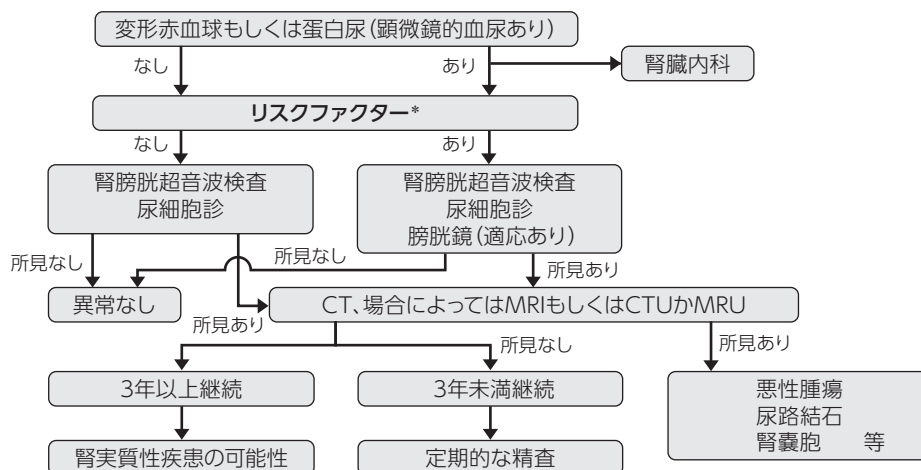 変形赤血球もしくは蛋白尿(顕微鏡的血尿あり)
なし
あり
腎臓内科
リスクファクター*
なし
あり
腎膀胱超音波検査
尿細胞診
腎膀胱超音波検査
尿細胞診
膀胱鏡(適応あり)
所見なし
所見なし
所見あり
異常なし
CT、場合によってはMRIもしくはCTUかMRU
所見あり
所見なし
所見あり
3年以上継続
3年未満継続
悪性腫瘍
尿路結石
腎囊胞 等
腎実質性疾患の可能性
定期的な精査